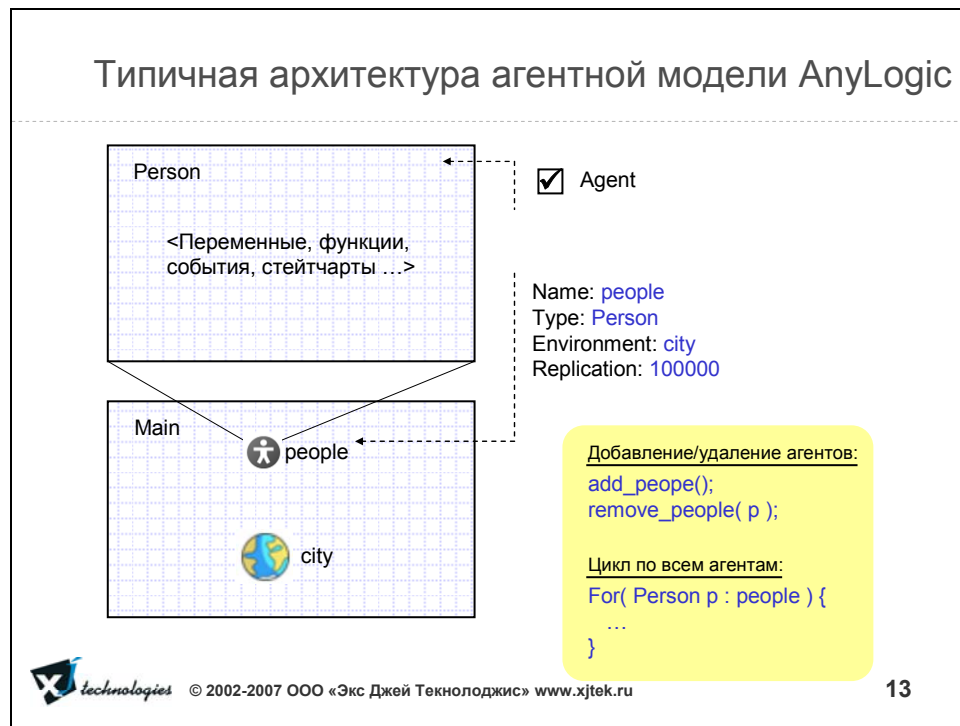 Типичная архитектура агентной модели AnyLogic
Person
<Переменные, функции,
события, стейтчарты …>
Agent
Name: people
Type: Person
Environment: city
Replication: 100000
Main
people
city
Добавление/удаление агентов:
add_peope();
remove_people( p );
Цикл по всем агентам:
For( Person p : people ) {
…
}
XJ technologies
© 2002-2007 ООО «Экс Джей Текнолоджис» www.xjtek.ru
13